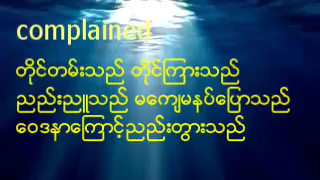 complained
တိုင်တမ်းသည် တိုင်ကြားသည်
ညည်းညူသည် မကျေမနပ်ပြောသည်
ဝေဒနာကြောင့်ညည်းတွားသည်